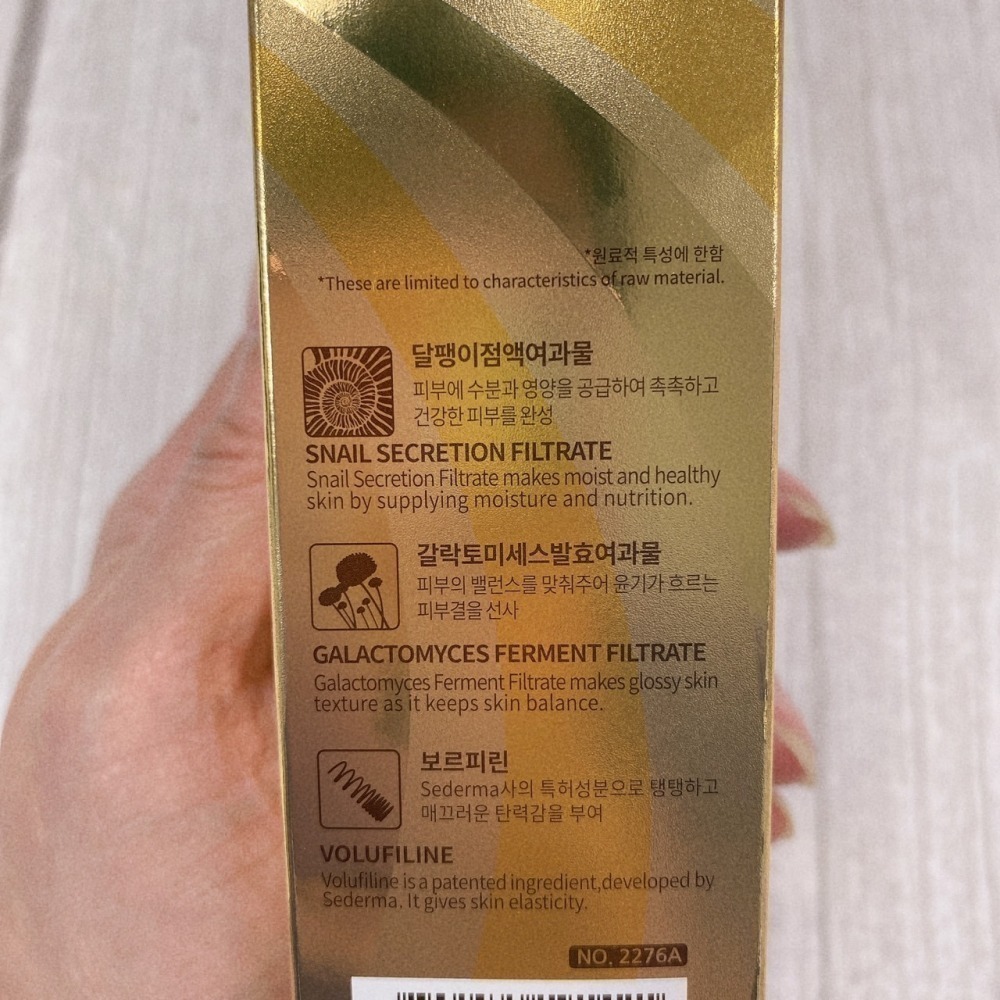 *원료적 특성에 한함
*These are limited to characteristics of raw material.
달팽이점액여과물
피부에 수분과 영양을 공급하여 촉촉하고
건강한 피부를 완성
SNAIL SECRETION FILTRATE
Snail Secretion Filtrate makes moist and healthy
skin by supplying moisture and nutrition.
갈락토미세스발효여과물
피부의 밸런스를 맞춰주어 윤기가 흐르는
피부결을 선사
GALACTOMYCES FERMENT FILTRATE
Galactomyces Ferment Filtrate makes glossy skin
texture as it keeps skin balance.
보르피린
Sederma사의 특허성분으로 탱탱하고
매끄러운 탄력감을 부여
VOLUFILINE
Volufiline is a patented ingredient,developed by
Sederma. It gives skin elasticity.
NO. 2276A